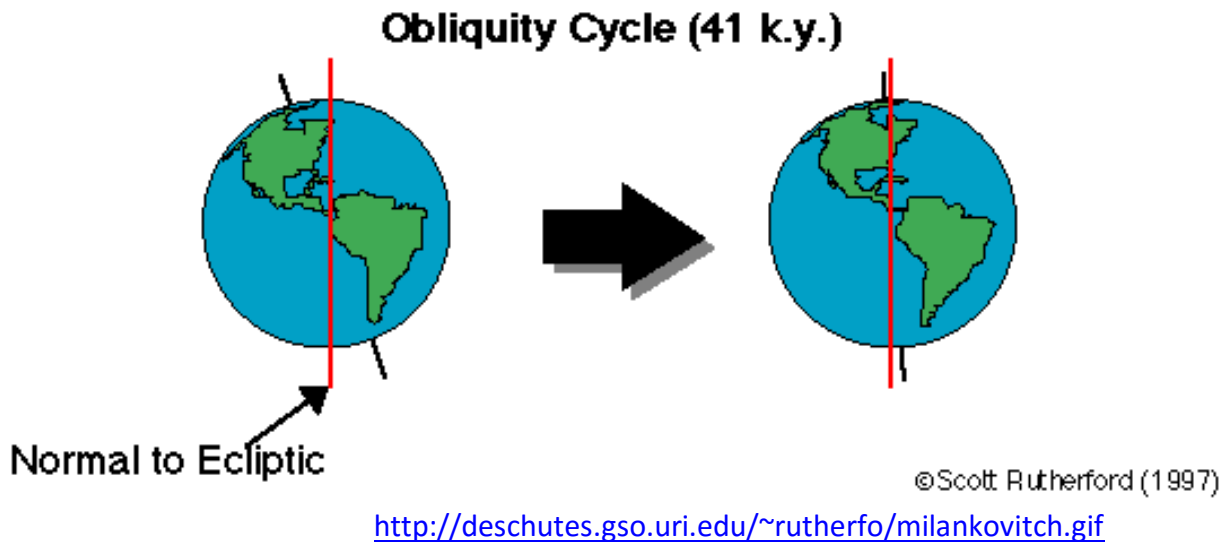 Obliquity Cycle (41 k.y.)
Normal to Ecliptic
©Scott Rutherford (1997)
http://deschutes.gso.uri.edu/~rutherfo/milankovitch.gif